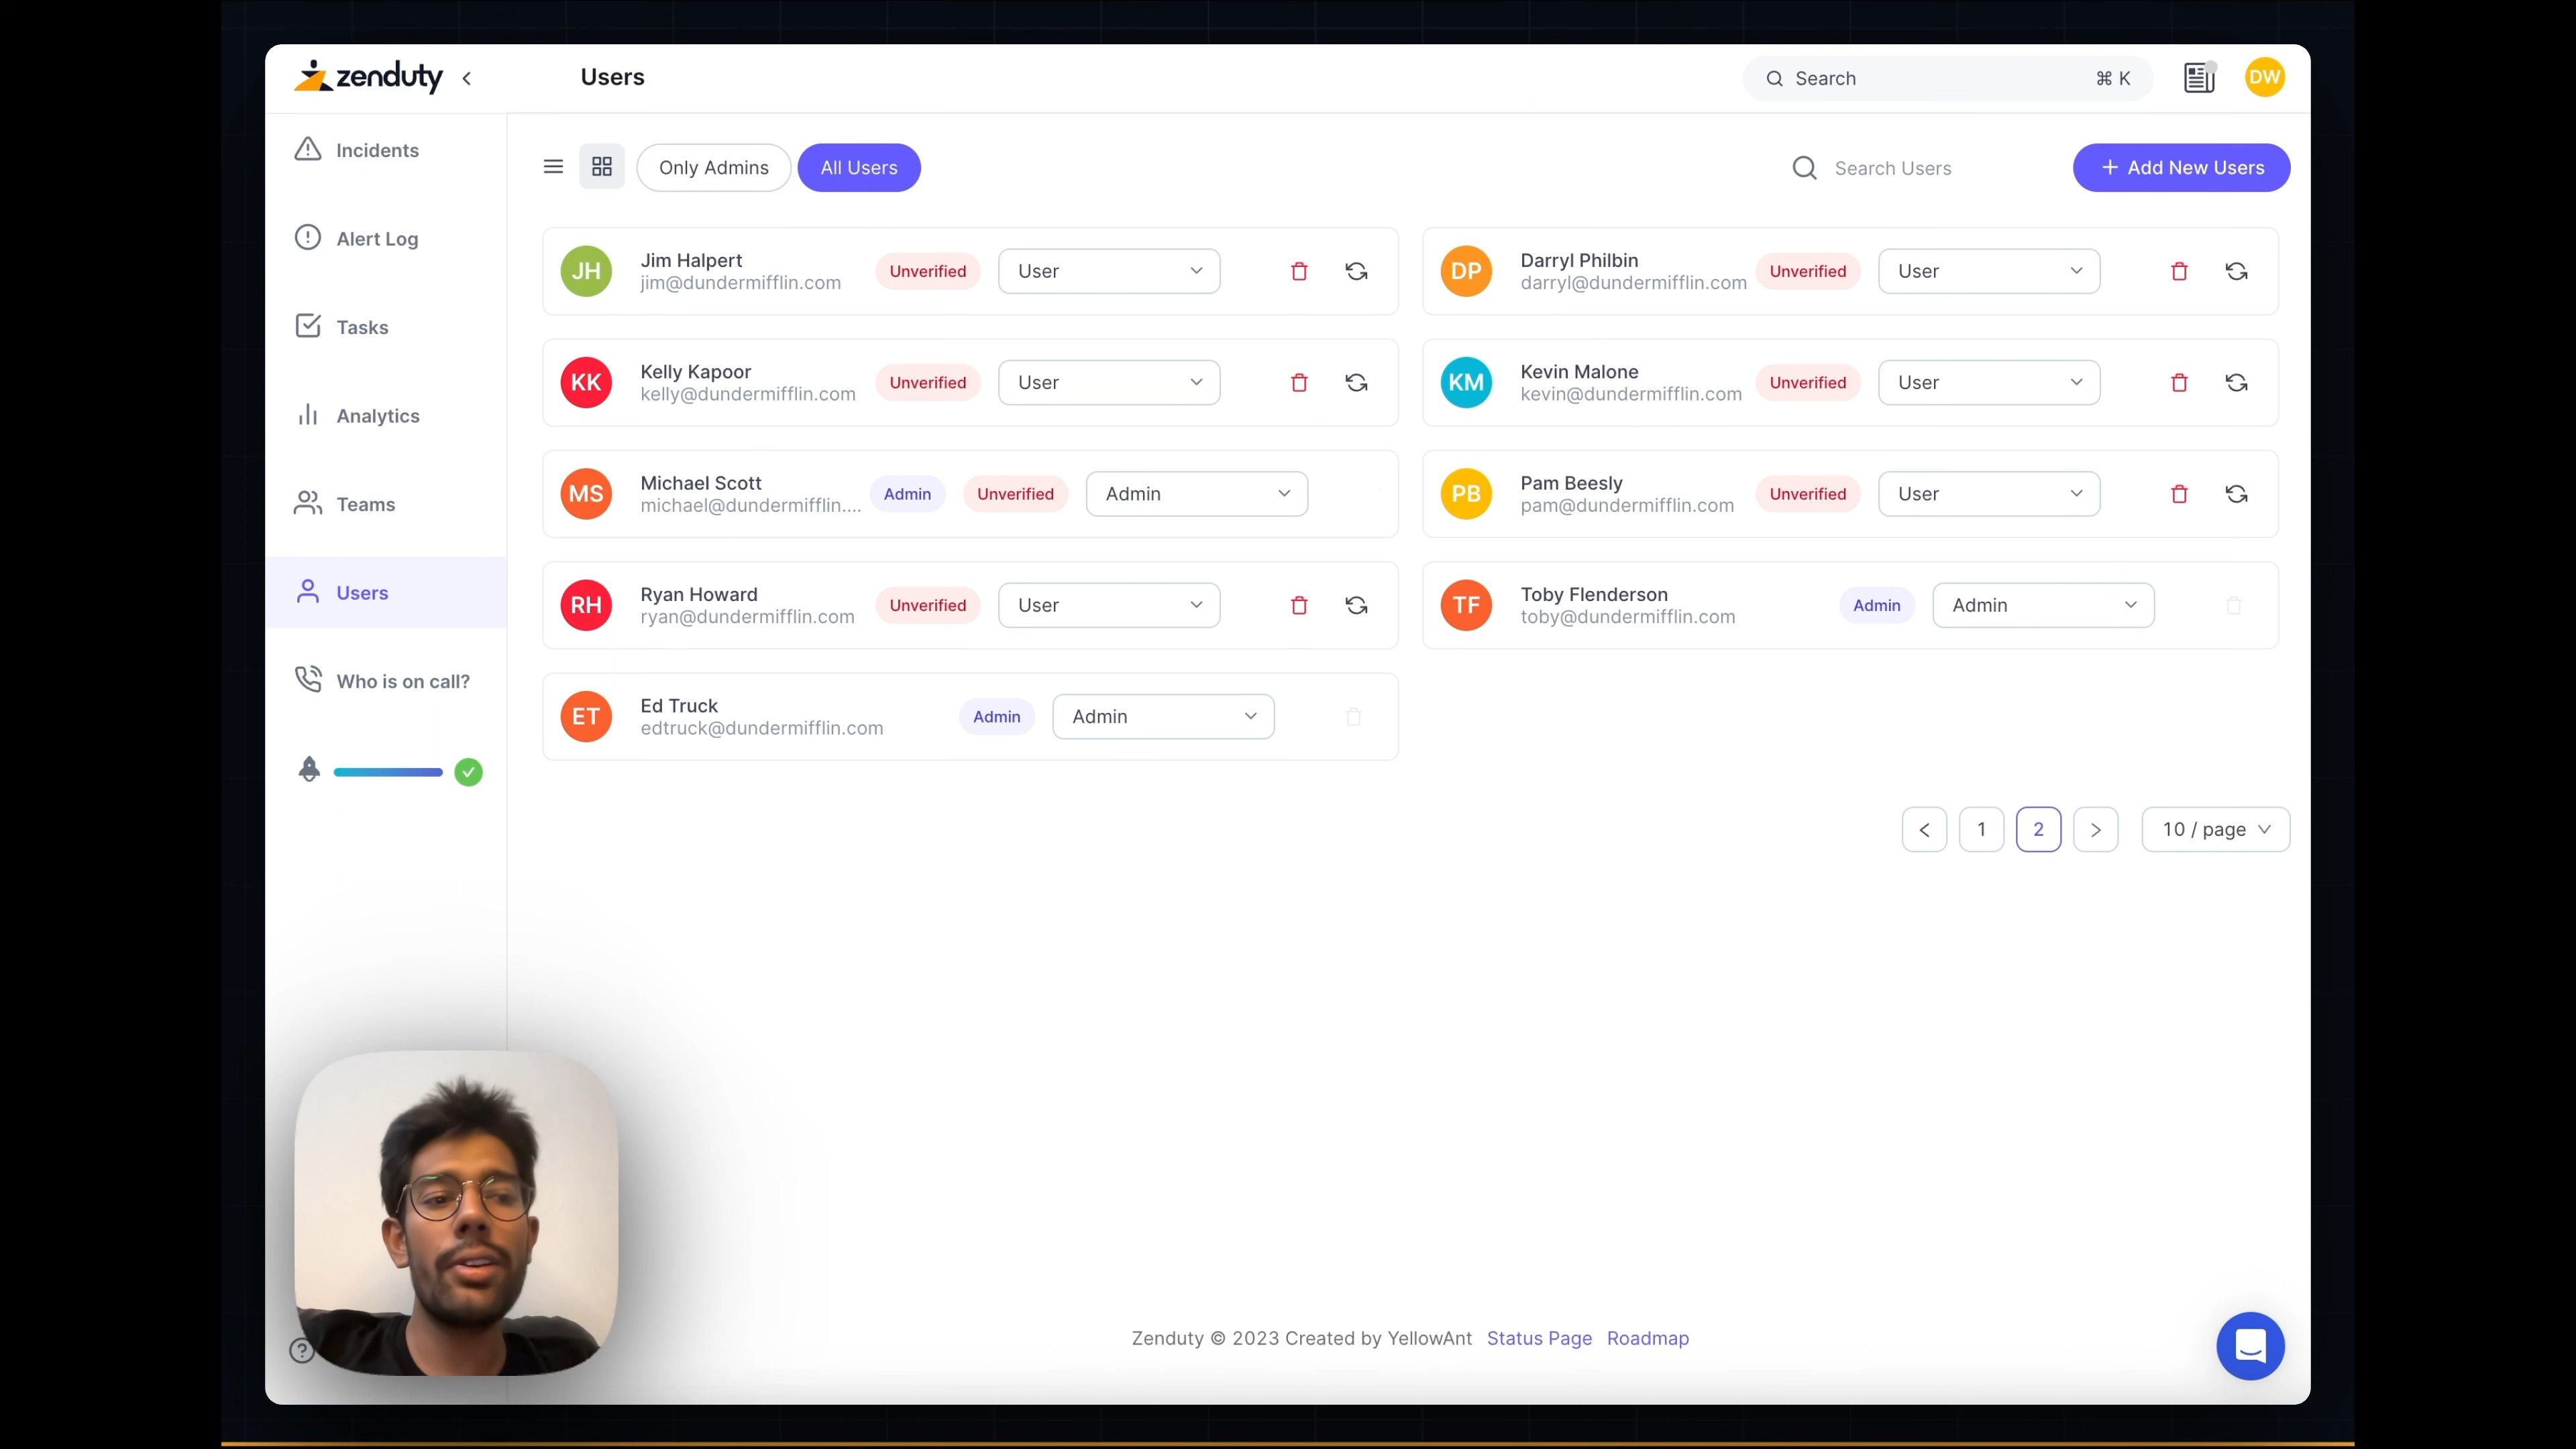 zenduty
Users
Search
⌘ K
DW
Incidents
Alert Log
Tasks
Analytics
Teams
Users
Who is on call?
Only Admins
All Users
Search Users
+ Add New Users
JH
Jim Halpert
jim@dundermifflin.com
Unverified
User
DP
Darryl Philbin
darryl@dundermifflin.com
Unverified
User
KK
Kelly Kapoor
kelly@dundermifflin.com
Unverified
User
KM
Kevin Malone
kevin@dundermifflin.com
Unverified
User
MS
Michael Scott
michael@dundermifflin....
Admin
Unverified
Admin
PB
Pam Beesly
pam@dundermifflin.com
Unverified
User
RH
Ryan Howard
ryan@dundermifflin.com
Unverified
User
TF
Toby Flenderson
toby@dundermifflin.com
Admin
Admin
ET
Ed Truck
edtruck@dundermifflin.com
Admin
Admin
1
2
10 / page
Zenduty © 2023 Created by YellowAnt Status Page Roadmap